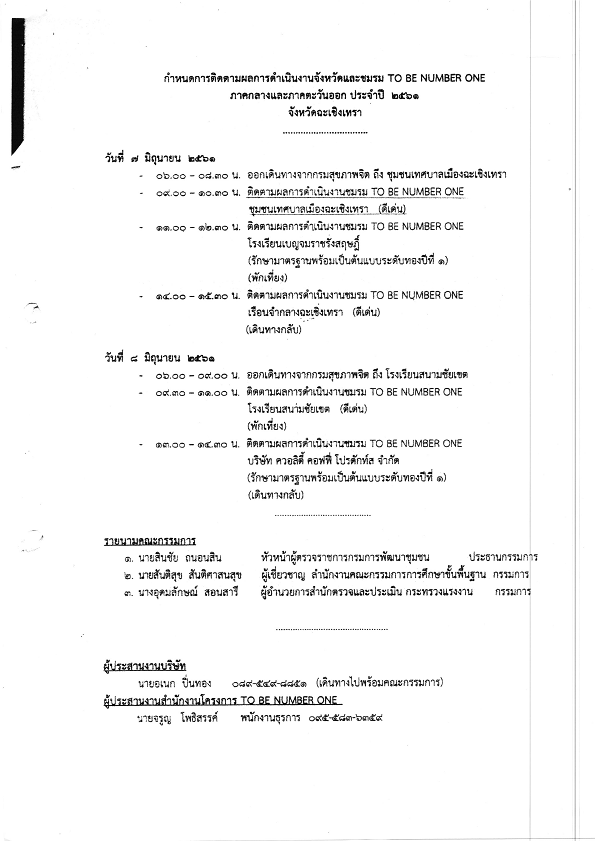 กำหนดการติดตามผลการดำเนินงานจังหวัดและชมรม TO BE NUMBER ONE
ภาคกลางและภาคตะวันออก ประจำปี ๒๕๖๑
จังหวัดฉะเชิงเทรา
................................
วันที่ ๗ มิถุนายน ๒๕๖๑
- ๐๖.๐๐ – ๐๘.๓๐ น. ออกเดินทางจากกรมสุขภาพจิต ถึง ชุมชนเทศบาลเมืองฉะเชิงเทรา
- ๐๙.๐๐ – ๑๐.๓๐ น. ติดตามผลการดำเนินงานชมรม TO BE NUMBER ONE
ชุมชนเทศบาลเมืองฉะเชิงเทรา (ดีเด่น)
- ๑๑.๐๐ – ๑๒.๓๐ น. ติดตามผลการดำเนินงานชมรม TO BE NUMBER ONE
โรงเรียนเบญจมราชรังสฤษฎิ์
(รักษามาตรฐานพร้อมเป็นต้นแบบระดับทองปีที่ ๑)
(พักเที่ยง)
- ๑๔.๐๐ – ๑๕.๓๐ น. ติดตามผลการดำเนินงานชมรม TO BE NUMBER ONE
เรือนจำกลางฉะเชิงเทรา (ดีเด่น)
(เดินทางกลับ)
วันที่ ๘ มิถุนายน ๒๕๖๑
- ๐๖.๐๐ – ๐๙.๐๐ น. ออกเดินทางจากกรมสุขภาพจิต ถึง โรงเรียนสนามชัยเขต
- ๐๙.๓๐ – ๑๑.๐๐ น. ติดตามผลการดำเนินงานชมรม TO BE NUMBER ONE
โรงเรียนสนามชัยเขต (ดีเด่น)
(พักเที่ยง)
- ๑๓.๐๐ – ๑๔.๓๐ น. ติดตามผลการดำเนินงานชมรม TO BE NUMBER ONE
บริษัท ควอลิตี้ คอฟฟี่ โปรดักท์ส จำกัด
(รักษามาตรฐานพร้อมเป็นต้นแบบระดับทองปีที่ ๑)
(เดินทางกลับ)
....................................
รายนามคณะกรรมการ
๑. นายสินชัย ถนอนสิน หัวหน้าผู้ตรวจราชการกรมการพัฒนาชุมชน ประธานกรรมการ
๒. นายสันติสุข สันติศาสนสุข ผู้เชี่ยวชาญ สำนักงานคณะกรรมการการศึกษาขั้นพื้นฐาน กรรมการ
๓. นางอุดมลักษณ์ สอนสารี ผู้อำนวยการสำนักตรวจและประเมิน กระทรวงแรงงาน กรรมการ
..........................................
ผู้ประสานงานบริษัท
นายอเนก ปิ่นทอง ๐๘๙-๕๔๙-๘๘๕๑ (เดินทางไปพร้อมคณะกรรมการ)
ผู้ประสานงานสำนักงานโครงการ TO BE NUMBER ONE
นายจรูญ โพธิสรรค์ พนักงานธุรการ ๐๙๕-๕๘๓-๖๓๕๙